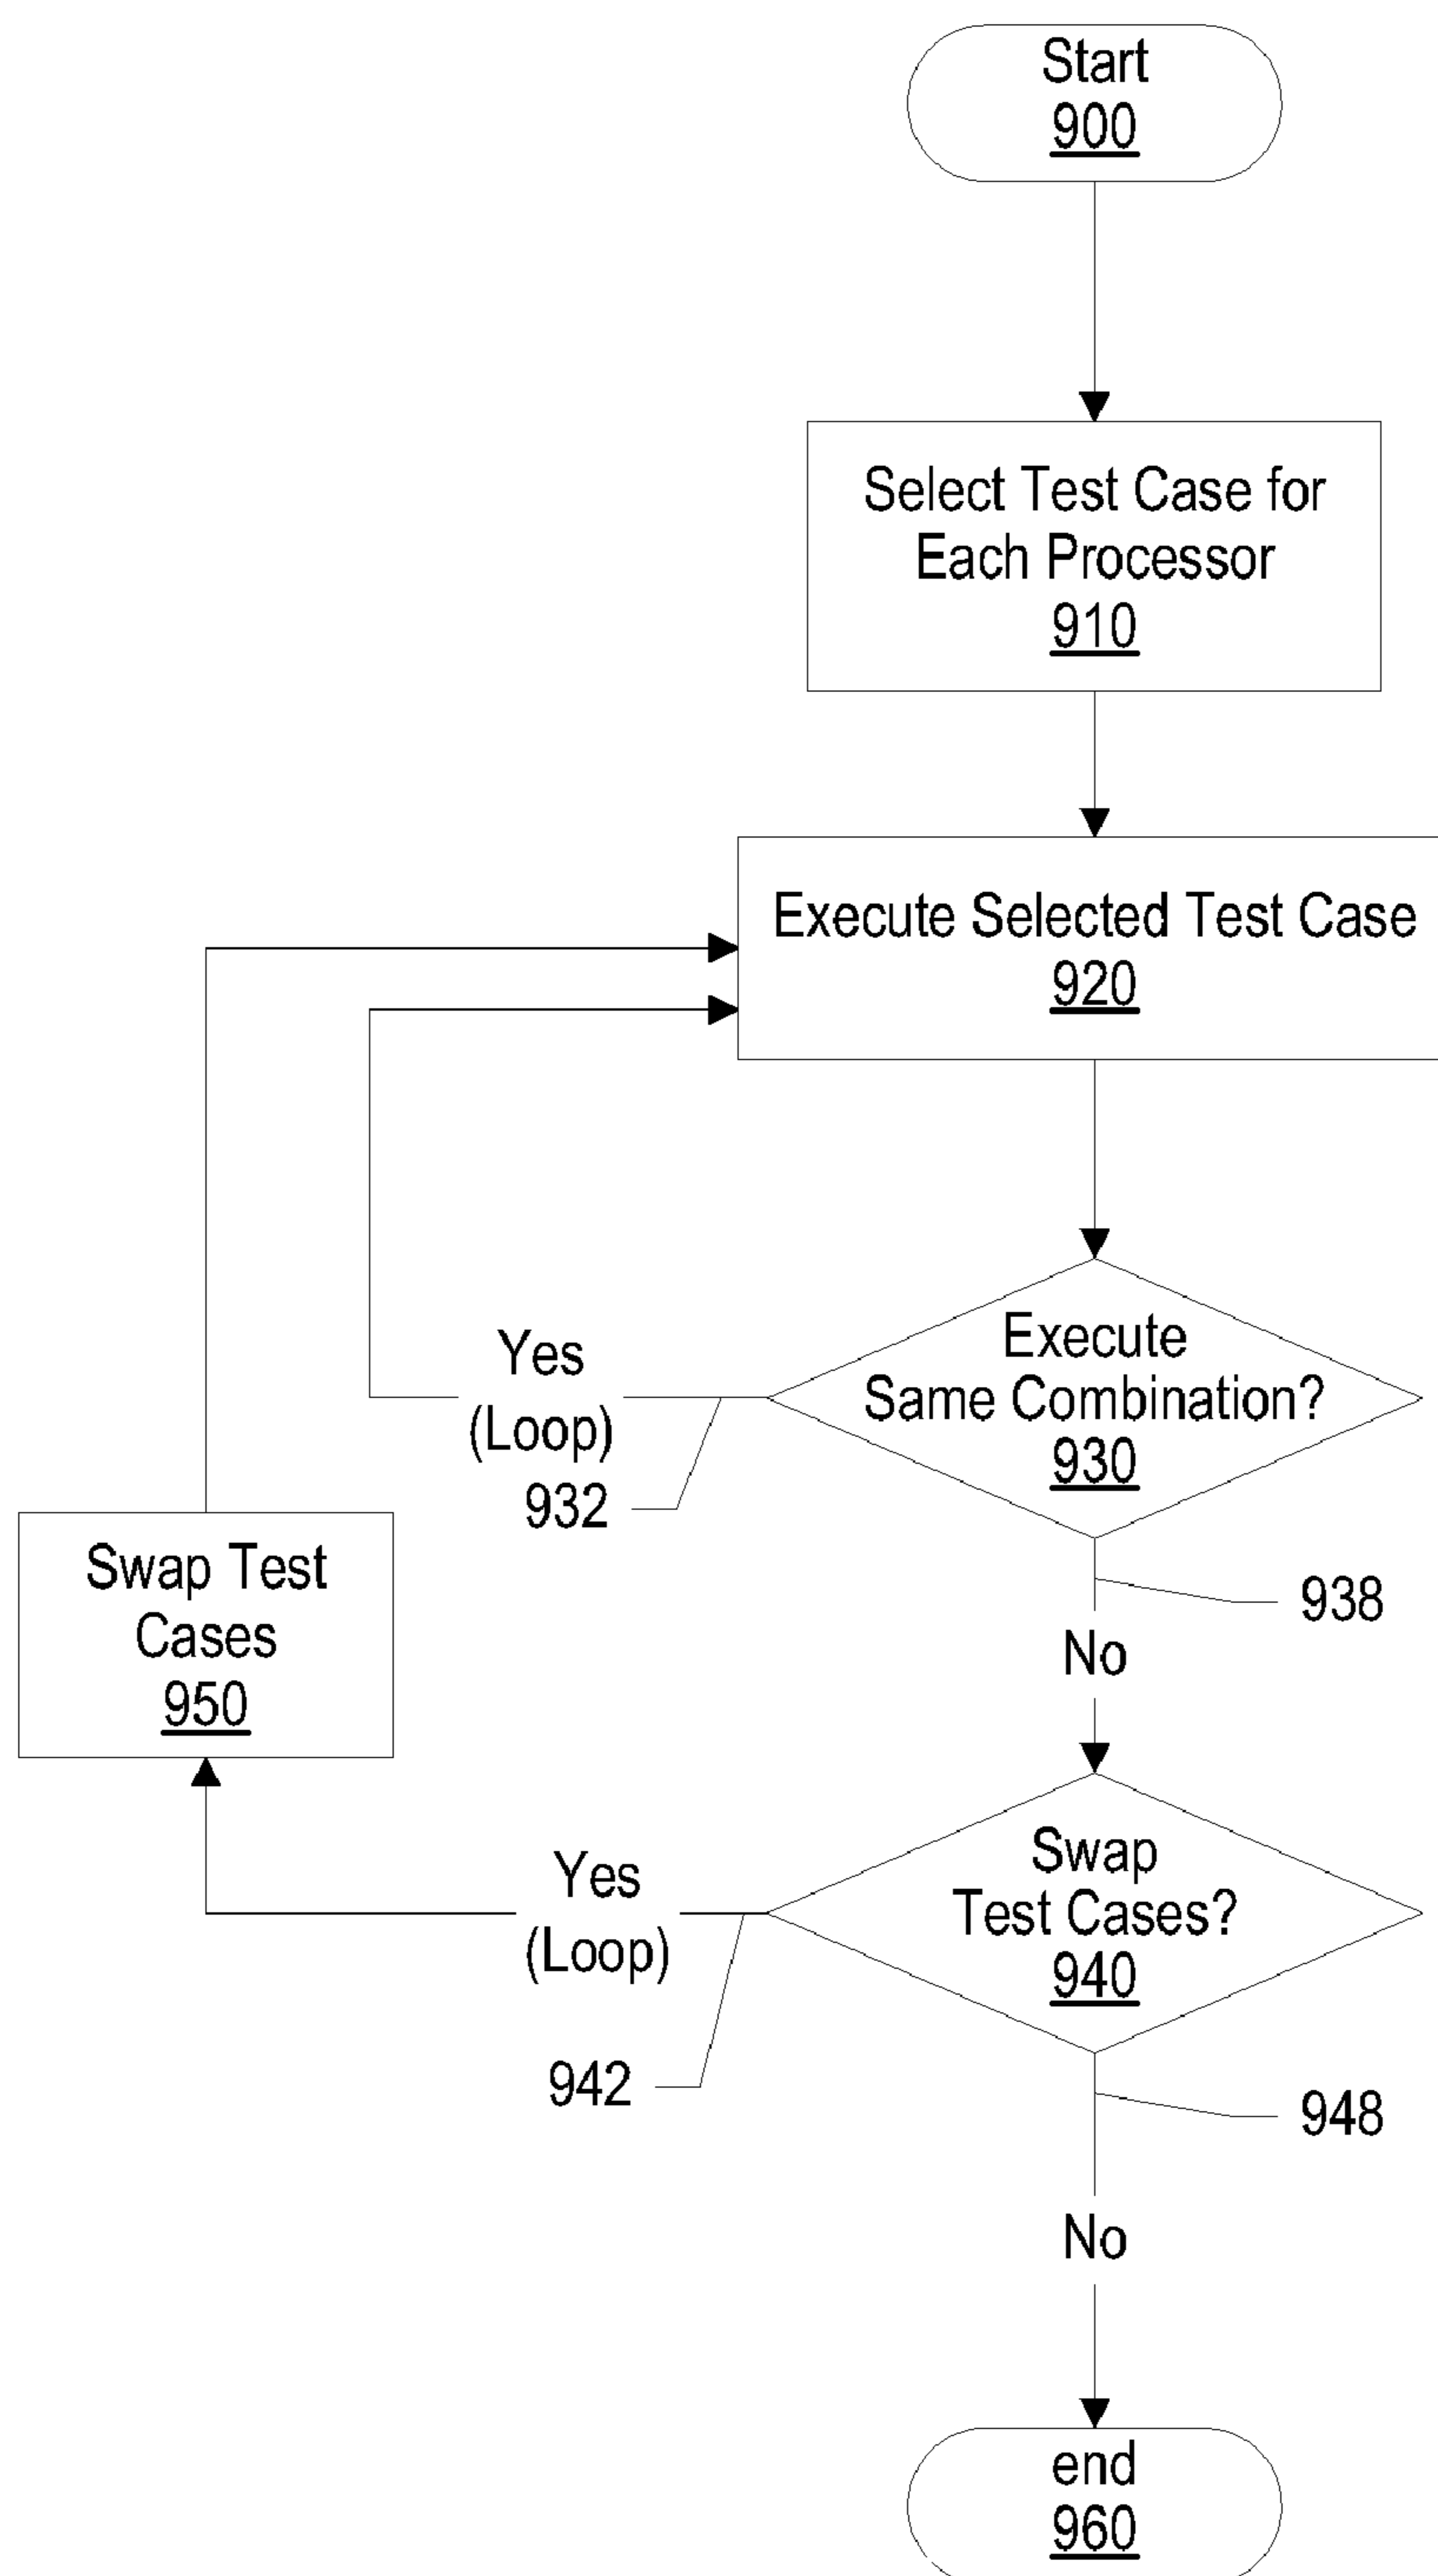 Start
900
Select Test Case for
Each Processor
910
Execute Selected Test Case
920
Execute
Same Combination?
930
Yes
(Loop)
932
938
No
Swap Test
Cases
950
Swap
Test Cases?
940
Yes
(Loop)
942
948
No
end
960